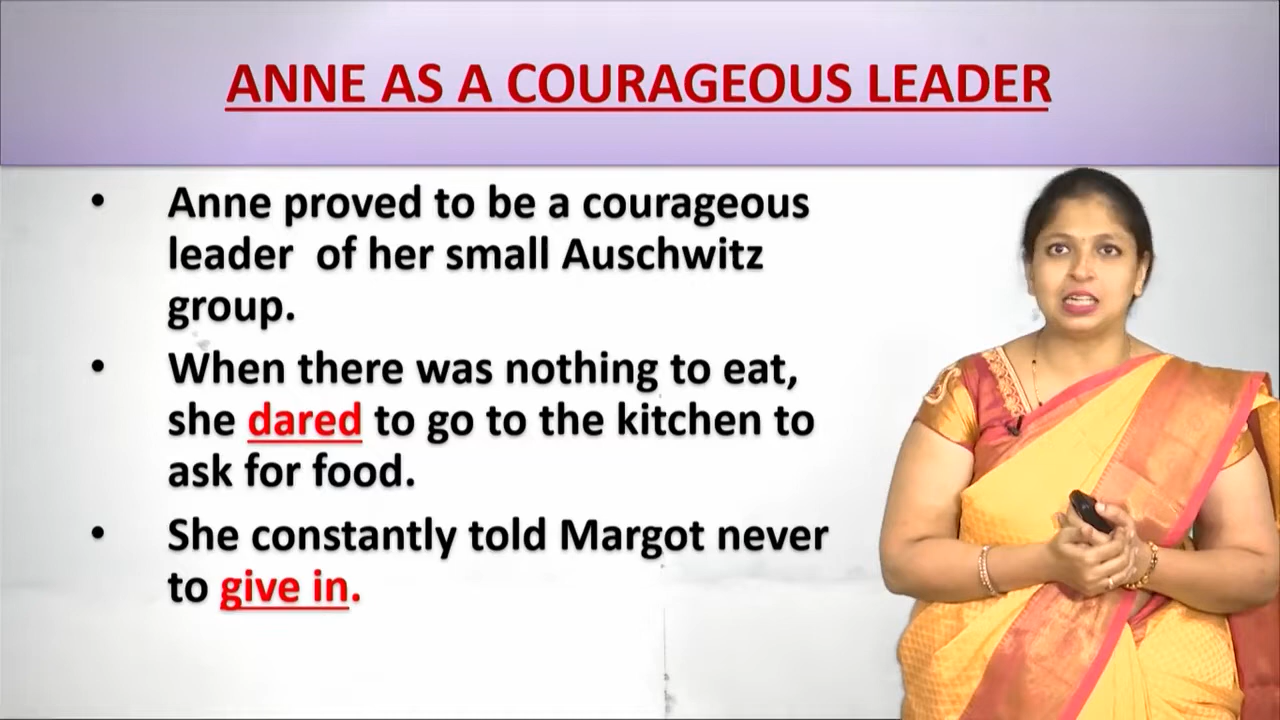 ANNE AS A COURAGEOUS LEADER
• Anne proved to be a courageous
leader  of her small Auschwitz
group.
• When there was nothing to eat,
she dared to go to the kitchen to
ask for food.
• She constantly told Margot never
to give in.